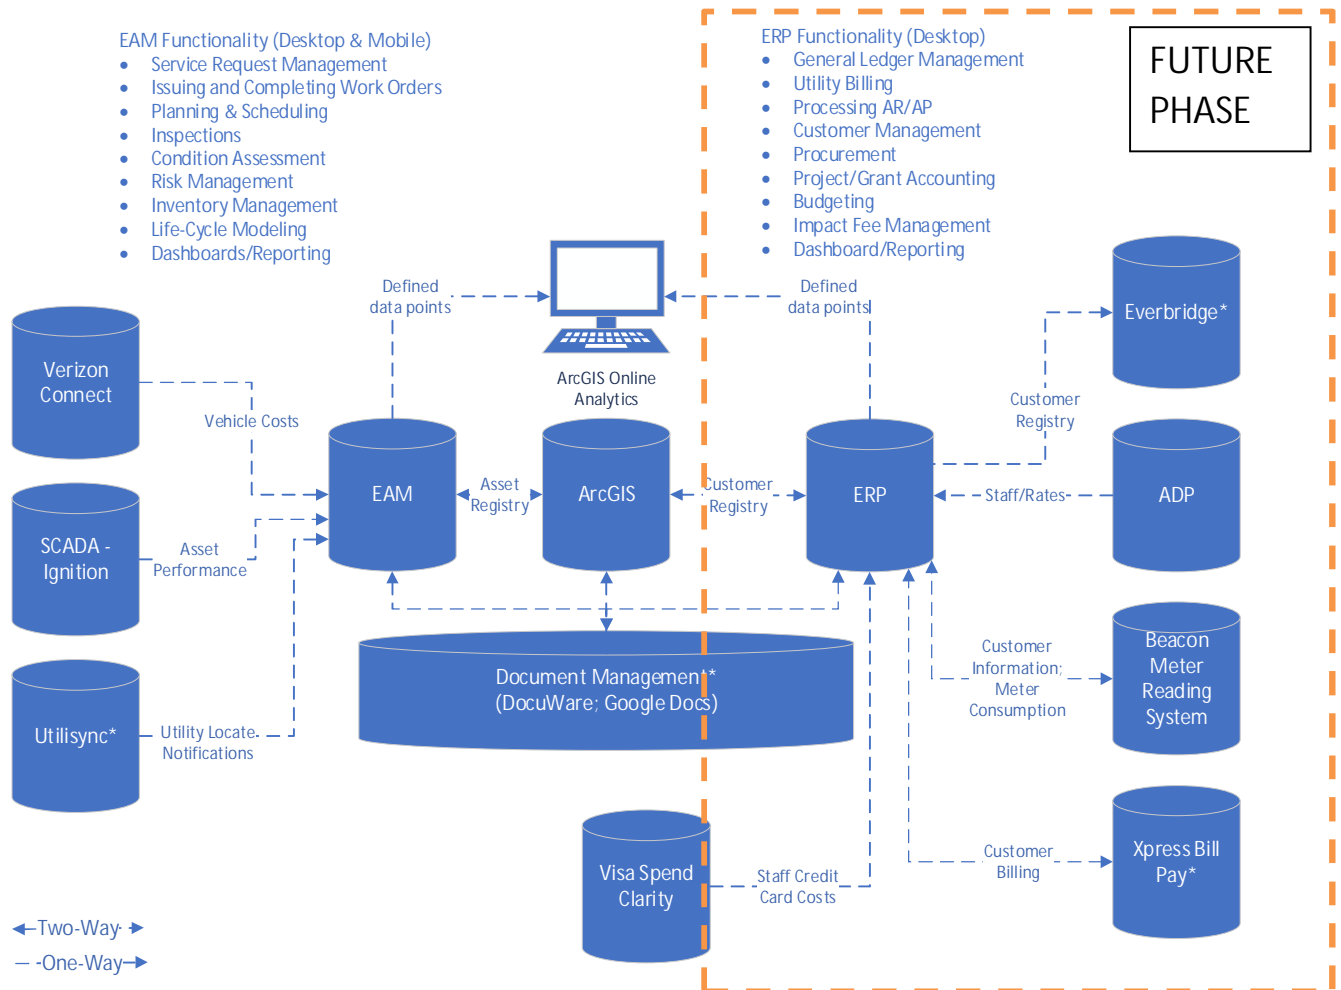 EAM Functionality (Desktop & Mobile)
• Service Request Management
• Issuing and Completing Work Orders
• Planning & Scheduling
• Inspections
• Condition Assessment
• Risk Management
• Inventory Management
• Life-Cycle Modeling
• Dashboards/Reporting
ERP Functionality (Desktop)
• General Ledger Management
• Utility Billing
• Processing AR/AP
• Customer Management
• Procurement
• Project/Grant Accounting
• Budgeting
• Impact Fee Management
• Dashboard/Reporting
FUTURE
PHASE
Defined
data points
Defined
data points
ArcGIS Online
Analytics
Everbridge*
Customer
Registry
Verizon
Connect
Vehicle Costs
EAM
Asset
Registry
ArcGIS
Customer
Registry
ERP
Staff/Rates
ADP
SCADA -
Ignition
Asset
Performance
Utilisync*
Utility Locate
Notifications
Document Management*
(DocuWare; Google Docs)
Customer
Information;
Meter
Consumption
Beacon
Meter
Reading
System
Visa Spend
Clarity
Staff Credit
Card Costs
Customer
Billing
Xpress Bill
Pay*
Two-Way
One-Way